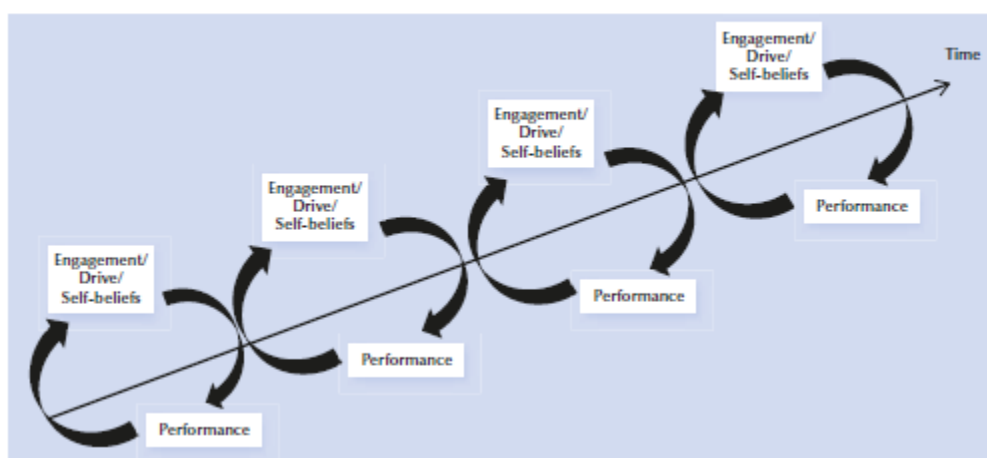 Engagement/
Drive/
Self-beliefs
Time
Engagement/
Drive/
Self-beliefs
Engagement/
Drive/
Self-beliefs
Performance
Engagement/
Drive/
Self-beliefs
Performance
Performance
Performance